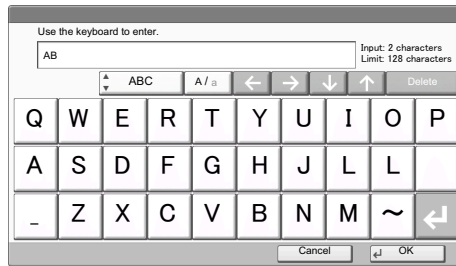 Use the keyboard to enter.
AB
Input: 2 characters
Limit: 128 characters
ABC A / a ← → ↓ ↑ Delete
Q W E R T Y U I O P
A S D F G H J L L
_ Z X C V B N M ~ ↵
Cancel ↵ OK